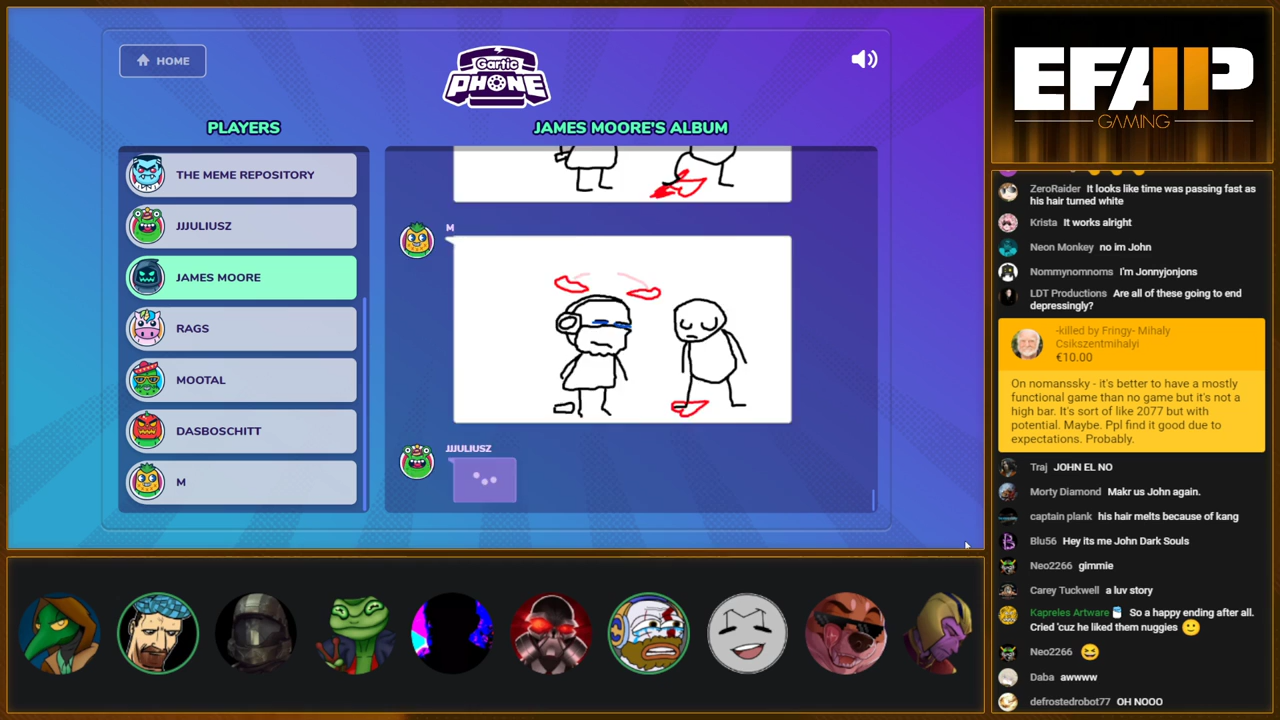 HOME
Gartic
PHONE
PLAYERS
THE MEME REPOSITORY
JJJULIUSZ
JAMES MOORE
RAGS
MOOTAL
DASBOSCHITT
M
JAMES MOORE'S ALBUM
M
JJJULIUSZ
EFAP
GAMING
ZeroRaider It looks like time was passing fast as
his hair turned white
Krista It works alright
Neon Monkey no im John
Nommynomnoms I'm Jonnyjonjons
LDT Productions Are all of these going to end
depressingly?
-killed by Fringy- Mihaly
Csikszentmihalyi
€10.00
On nomanssky - it's better to have a mostly
functional game than no game but it's not a
high bar. It's sort of like 2077 but with
potential. Maybe. Ppl find it good due to
expectations. Probably.
Traj JOHN EL NO
Morty Diamond Makr us John again.
captain plank his hair melts because of kang
Blu56 Hey its me John Dark Souls
Neo2266 gimmie
Carey Tuckwell a luv story
Kapreles Artware So a happy ending after all.
Cried 'cuz he liked them nuggies 🙂
Neo2266 😆
Daba awwww
defrostedrobot77 OH NOOO